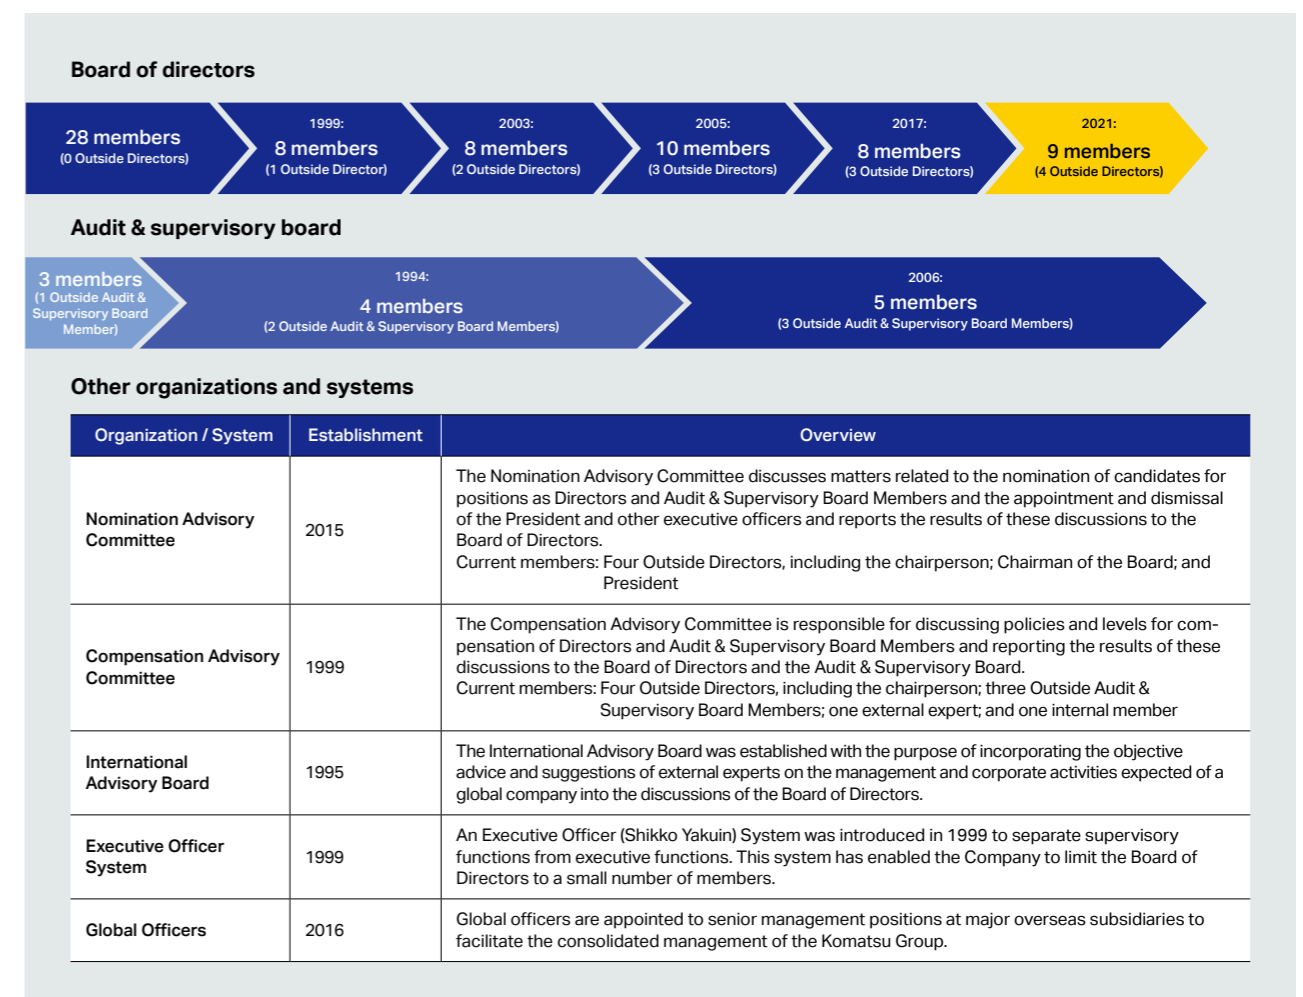 Board of directors
28 members
(0 Outside Directors)
1999:
8 members
(1 Outside Director)
2003:
8 members
(2 Outside Directors)
2005:
10 members
(3 Outside Directors)
2017:
8 members
(3 Outside Directors)
2021:
9 members
(4 Outside Directors)
Audit & supervisory board
3 members
(1 Outside Audit &
Supervisory Board
Member)
1994:
4 members
(2 Outside Audit & Supervisory Board Members)
2006:
5 members
(3 Outside Audit & Supervisory Board Members)
Other organizations and systems
Organization / System
Establishment
Overview
Nomination Advisory
Committee
2015
The Nomination Advisory Committee discusses matters related to the nomination of candidates for
positions as Directors and Audit & Supervisory Board Members and the appointment and dismissal
of the President and other executive officers and reports the results of these discussions to the
Board of Directors.
Current members: Four Outside Directors, including the chairperson; Chairman of the Board; and
President
Compensation Advisory
Committee
1999
The Compensation Advisory Committee is responsible for discussing policies and levels for com-
pensation of Directors and Audit & Supervisory Board Members and reporting the results of these
discussions to the Board of Directors and the Audit & Supervisory Board.
Current members: Four Outside Directors, including the chairperson; three Outside Audit &
Supervisory Board Members; one external expert; and one internal member
International
Advisory Board
1995
The International Advisory Board was established with the purpose of incorporating the objective
advice and suggestions of external experts on the management and corporate activities expected of a
global company into the discussions of the Board of Directors.
Executive Officer
System
1999
An Executive Officer (Shikko Yakuin) System was introduced in 1999 to separate supervisory
functions from executive functions. This system has enabled the Company to limit the Board of
Directors to a small number of members.
Global Officers
2016
Global officers are appointed to senior management positions at major overseas subsidiaries to
facilitate the consolidated management of the Komatsu Group.